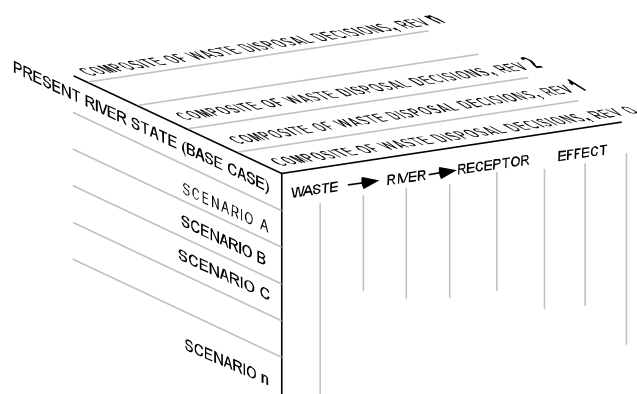 COMPOSITE OF WASTE DISPOSAL DECISIONS, REV n
COMPOSITE OF WASTE DISPOSAL DECISIONS, REV 2
COMPOSITE OF WASTE DISPOSAL DECISIONS, REV 1
COMPOSITE OF WASTE DISPOSAL DECISIONS, REV 0
PRESENT RIVER STATE (BASE CASE)
WASTE → RIVER → RECEPTOR EFFECT
SCENARIO A
SCENARIO B
SCENARIO C
SCENARIO n